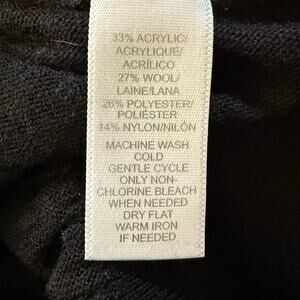 33% ACRYLIC/
ACRYLIQUE/
ACRÍLICO
27% WOOL/
LAINE/LANA
26% POLYESTER/
POLIÉSTER
14% NYLON/NILÓN
MACHINE WASH
COLD
GENTLE CYCLE
ONLY NON-
CHLORINE BLEACH
WHEN NEEDED
DRY FLAT
WARM IRON
IF NEEDED